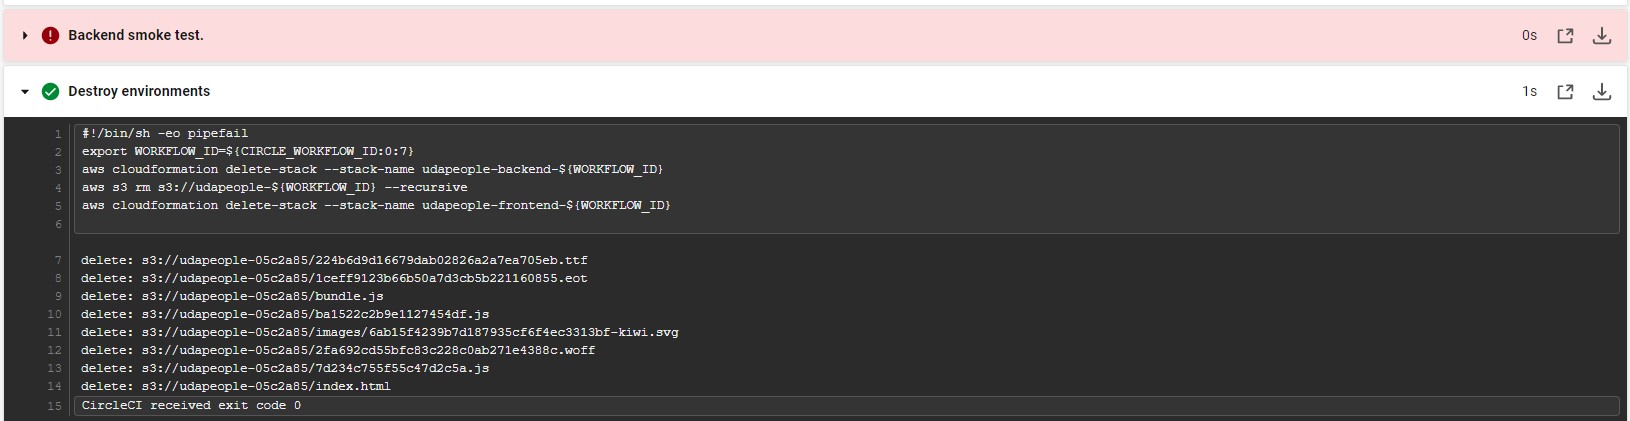 Backend smoke test. 0s
Destroy environments 1s
1 #!/bin/sh -eo pipefail
2 export WORKFLOW_ID=${CIRCLE_WORKFLOW_ID:0:7}
3 aws cloudformation delete-stack --stack-name udapeople-backend-${WORKFLOW_ID}
4 aws s3 rm s3://udapeople-${WORKFLOW_ID} --recursive
5 aws cloudformation delete-stack --stack-name udapeople-frontend-${WORKFLOW_ID}
6
7 delete: s3://udapeople-05c2a85/224b6d9d16679dab02826a2a7ea705eb.ttf
8 delete: s3://udapeople-05c2a85/1ceff9123b66b50a7d3cb5b221160855.eot
9 delete: s3://udapeople-05c2a85/bundle.js
10 delete: s3://udapeople-05c2a85/ba1522c2b9e1127454df.js
11 delete: s3://udapeople-05c2a85/images/6ab15f4239b7d187935cf6f4ec3313bf-kiwi.svg
12 delete: s3://udapeople-05c2a85/2fa692cd55bfc83c228c0ab271e4388c.woff
13 delete: s3://udapeople-05c2a85/7d234c755f55c47d2c5a.js
14 delete: s3://udapeople-05c2a85/index.html
15 CircleCI received exit code 0